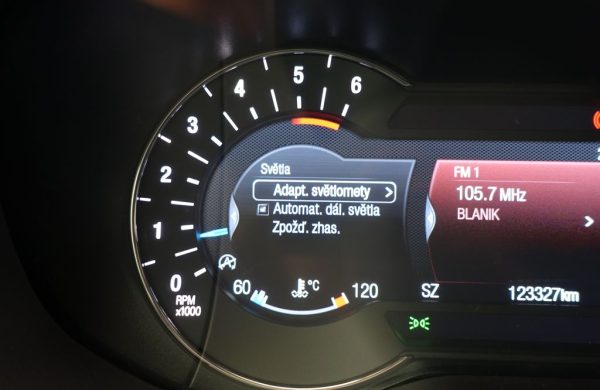 6
5
4
3
2
1
0
RPM
x1000
Světla
Adapt. světlomety
Automat. dál. světla
Zpožď. zhas.
60
°C
120
FM 1
105.7 MHz
BLANIK
SZ
123327km